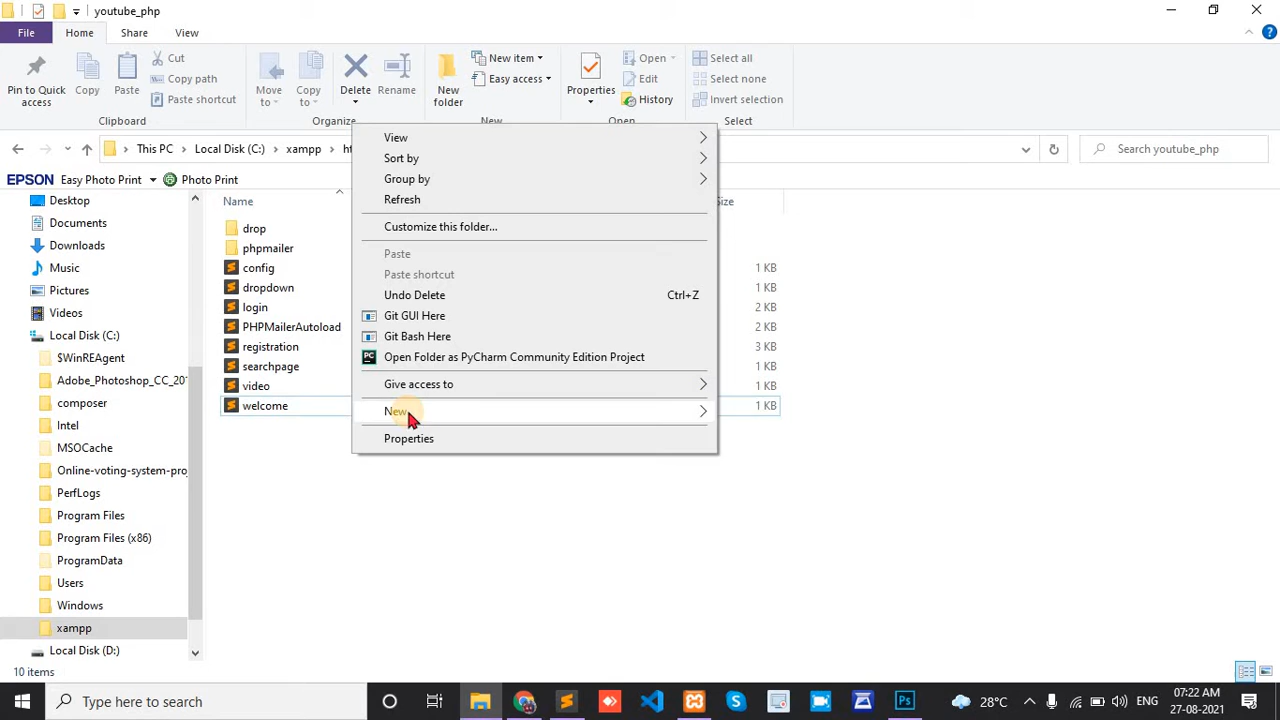 youtube_php
File
Home
Share
View
Pin to Quick access
Copy
Paste
Cut
Copy path
Paste shortcut
Clipboard
Move to
Copy to
Delete
Rename
Organize
New folder
New item
Easy access
New
Properties
Open
Edit
History
Open
Select all
Select none
Invert selection
Select
This PC
Local Disk (C:)
xampp
Search youtube_php
EPSON Easy Photo Print
Photo Print
Desktop
Documents
Downloads
Music
Pictures
Videos
Local Disk (C:)
$WinREAgent
Adobe_Photoshop_CC_20
composer
Intel
MSOCache
Online-voting-system-pro
PerfLogs
Program Files
Program Files (x86)
ProgramData
Users
Windows
xampp
Local Disk (D:)
Name
Size
drop
phpmailer
config 1 KB
dropdown 1 KB
login 2 KB
PHPMailerAutoload 2 KB
registration 3 KB
searchpage 1 KB
video 1 KB
welcome 1 KB
View
Sort by
Group by
Refresh
Customize this folder...
Paste
Paste shortcut
Undo Delete Ctrl+Z
Git GUI Here
Git Bash Here
PC Open Folder as PyCharm Community Edition Project
Give access to
New
Properties
10 items
Type here to search
Ps
28°C
ENG
07:22 AM
27-08-2021